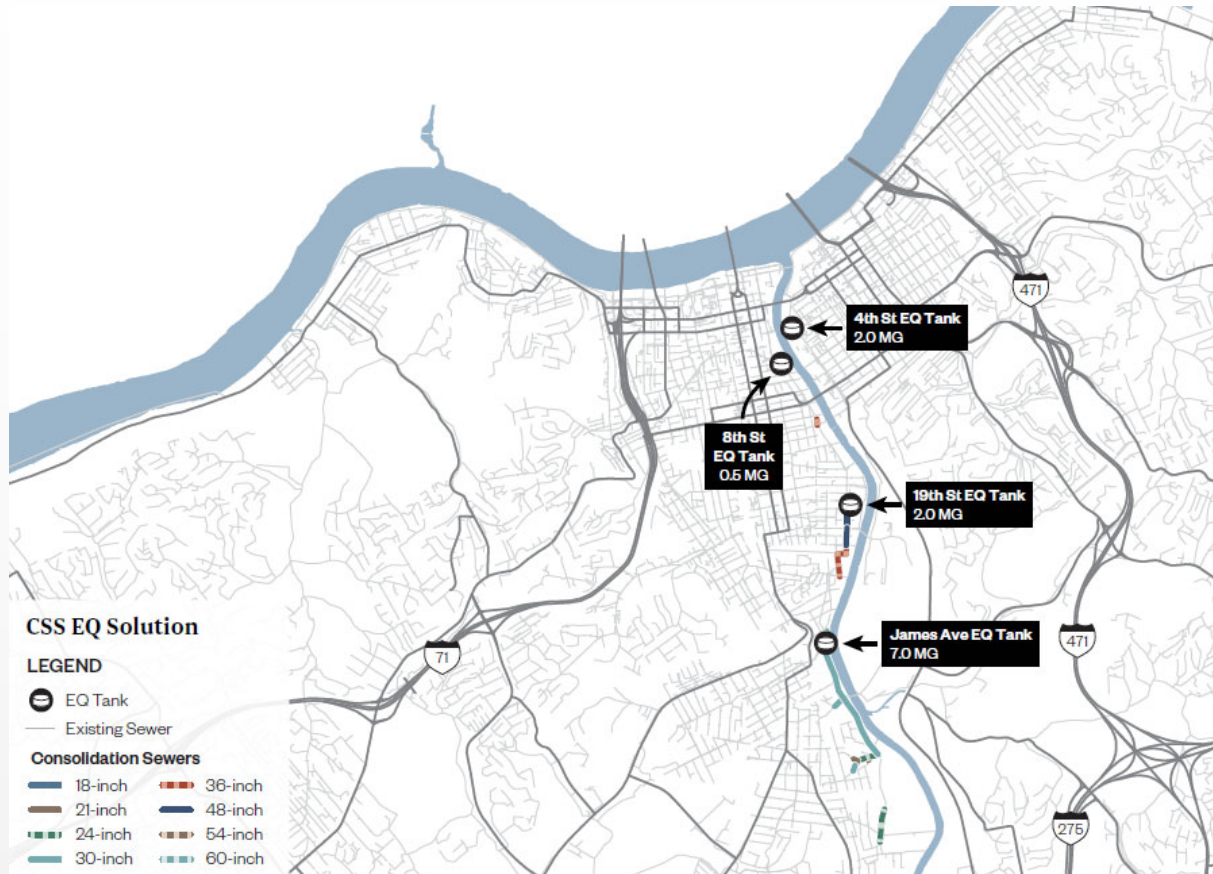 471
4th St EQ Tank
2.0 MG
8th St
EQ Tank
0.5 MG
19th St EQ Tank
2.0 MG
James Ave EQ Tank
7.0 MG
471
71
275
CSS EQ Solution
LEGEND
EQ Tank
Existing Sewer
Consolidation Sewers
18-inch
21-inch
24-inch
30-inch
36-inch
48-inch
54-inch
60-inch